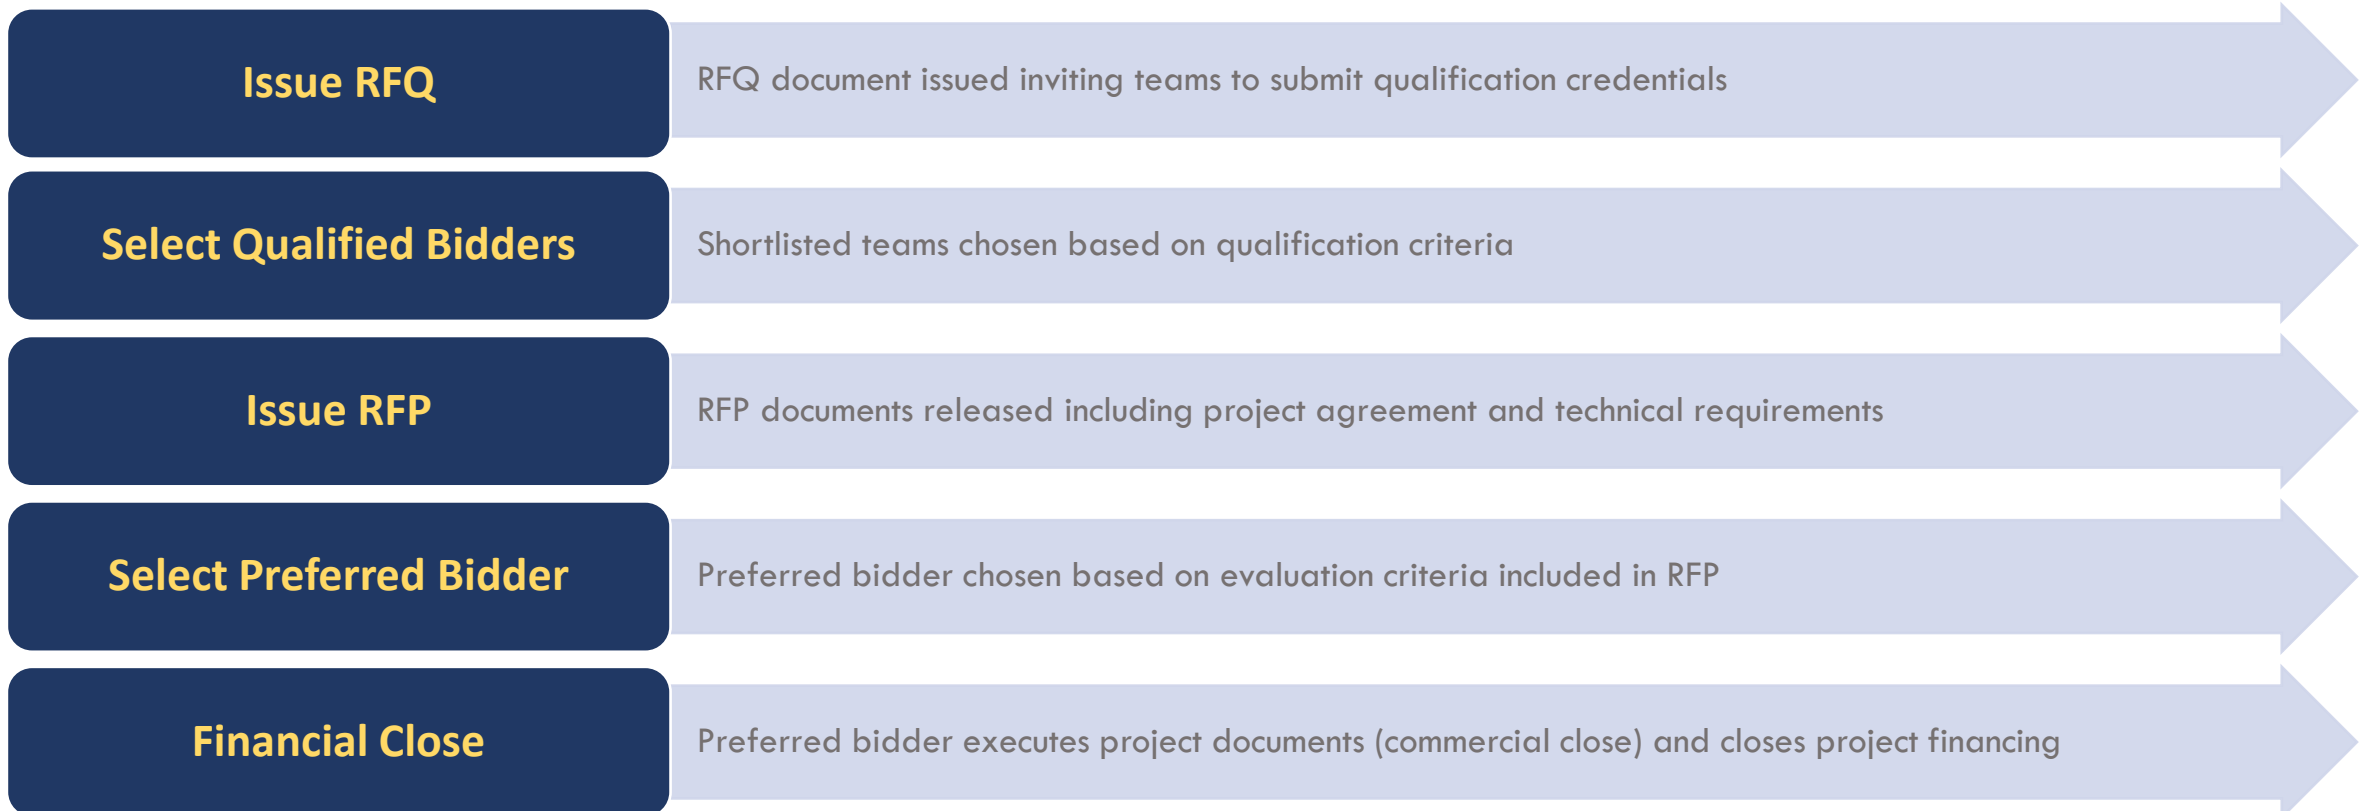 Issue RFQ
RFQ document issued inviting teams to submit qualification credentials
Select Qualified Bidders
Shortlisted teams chosen based on qualification criteria
Issue RFP
RFP documents released including project agreement and technical requirements
Select Preferred Bidder
Preferred bidder chosen based on evaluation criteria included in RFP
Financial Close
Preferred bidder executes project documents (commercial close) and closes project financing